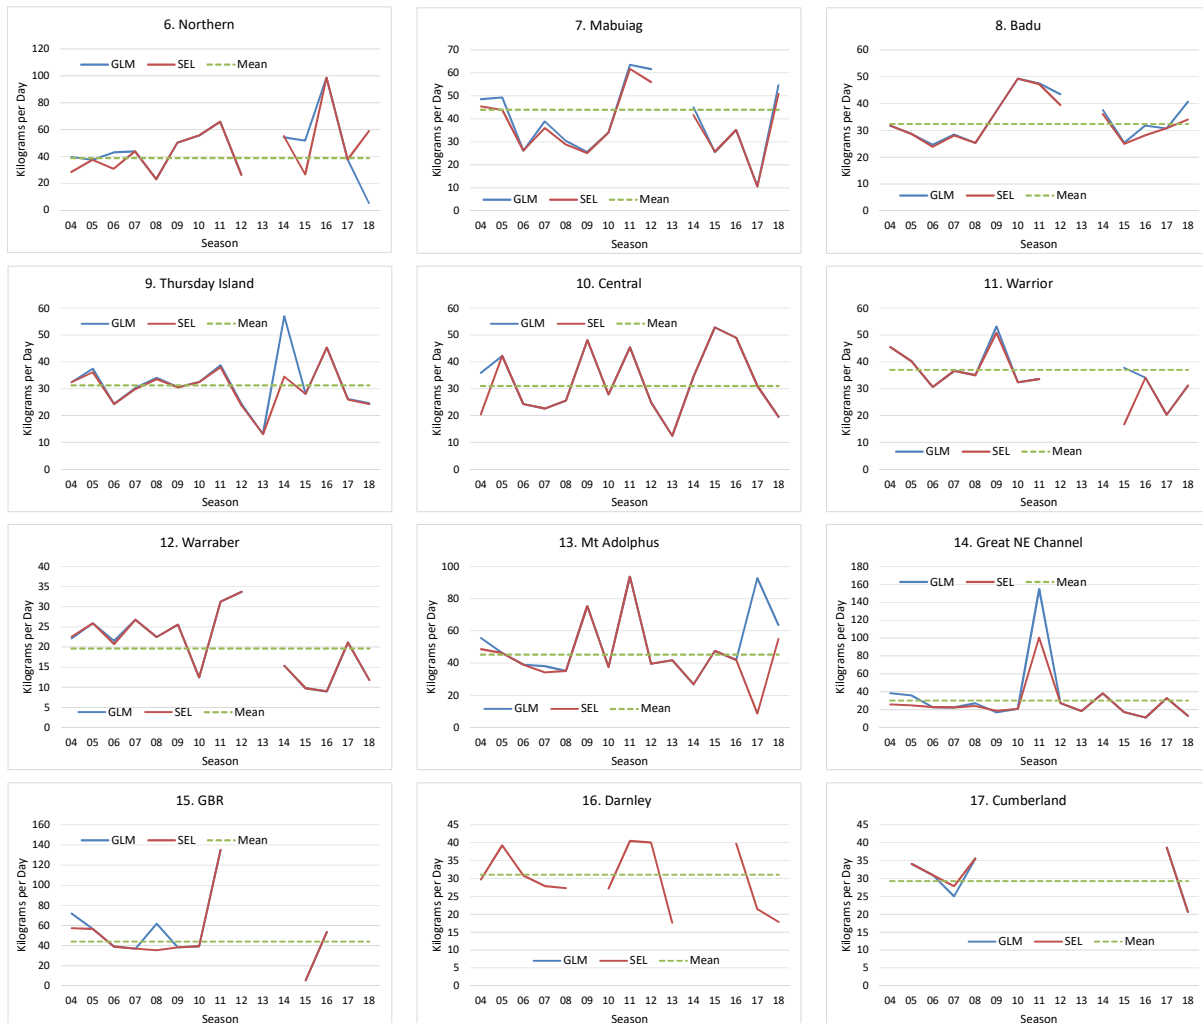 6. Northern
Kilograms per Day
120
100
80
60
40
20
0
GLM SEL Mean
04 05 06 07 08 09 10 11 12 13 14 15 16 17 18
Season
7. Mabuiag
Kilograms per Day
70
60
50
40
30
20
10
0
GLM SEL Mean
04 05 06 07 08 09 10 11 12 13 14 15 16 17 18
Season
8. Badu
Kilograms per Day
60
50
40
30
20
10
0
GLM SEL Mean
04 05 06 07 08 09 10 11 12 13 14 15 16 17 18
Season
9. Thursday Island
Kilograms per Day
60
50
40
30
20
10
0
GLM SEL Mean
04 05 06 07 08 09 10 11 12 13 14 15 16 17 18
Season
10. Central
Kilograms per Day
60
50
40
30
20
10
0
GLM SEL Mean
04 05 06 07 08 09 10 11 12 13 14 15 16 17 18
Season
11. Warrior
Kilograms per Day
60
50
40
30
20
10
0
GLM SEL Mean
04 05 06 07 08 09 10 11 12 13 14 15 16 17 18
Season
12. Warraber
Kilograms per Day
40
35
30
25
20
15
10
5
0
GLM SEL Mean
04 05 06 07 08 09 10 11 12 13 14 15 16 17 18
Season
13. Mt Adolphus
Kilograms per Day
100
80
60
40
20
0
GLM SEL Mean
04 05 06 07 08 09 10 11 12 13 14 15 16 17 18
Season
14. Great NE Channel
Kilograms per Day
180
160
140
120
100
80
60
40
20
0
GLM SEL Mean
04 05 06 07 08 09 10 11 12 13 14 15 16 17 18
Season
15. GBR
Kilograms per Day
160
140
120
100
80
60
40
20
0
GLM SEL Mean
04 05 06 07 08 09 10 11 12 13 14 15 16 17 18
Season
16. Darnley
Kilograms per Day
45
40
35
30
25
20
15
10
5
0
GLM SEL Mean
04 05 06 07 08 09 10 11 12 13 14 15 16 17 18
Season
17. Cumberland
Kilograms per Day
45
40
35
30
25
20
15
10
5
0
GLM SEL Mean
04 05 06 07 08 09 10 11 12 13 14 15 16 17 18
Season